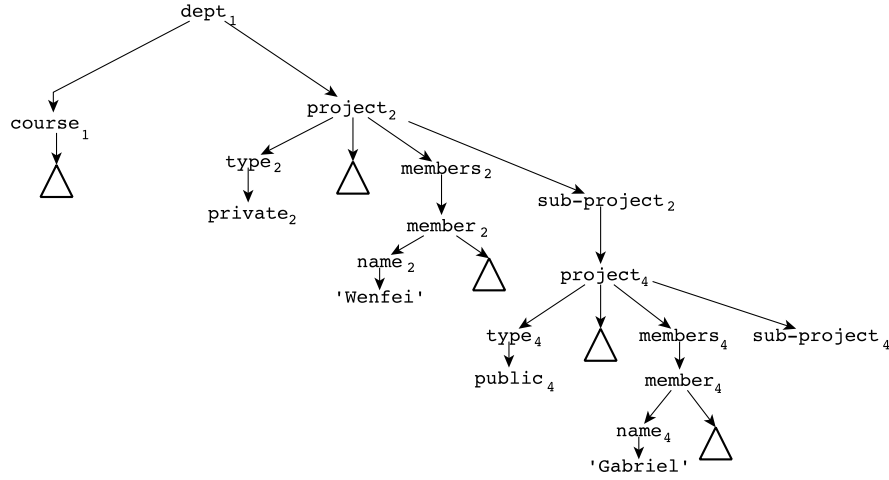 dept1
project2
course1
type2
members2
private2
sub-project2
member2
name2
'Wenfei'
project4
type4
members4
sub-project4
public4
member4
name4
'Gabriel'